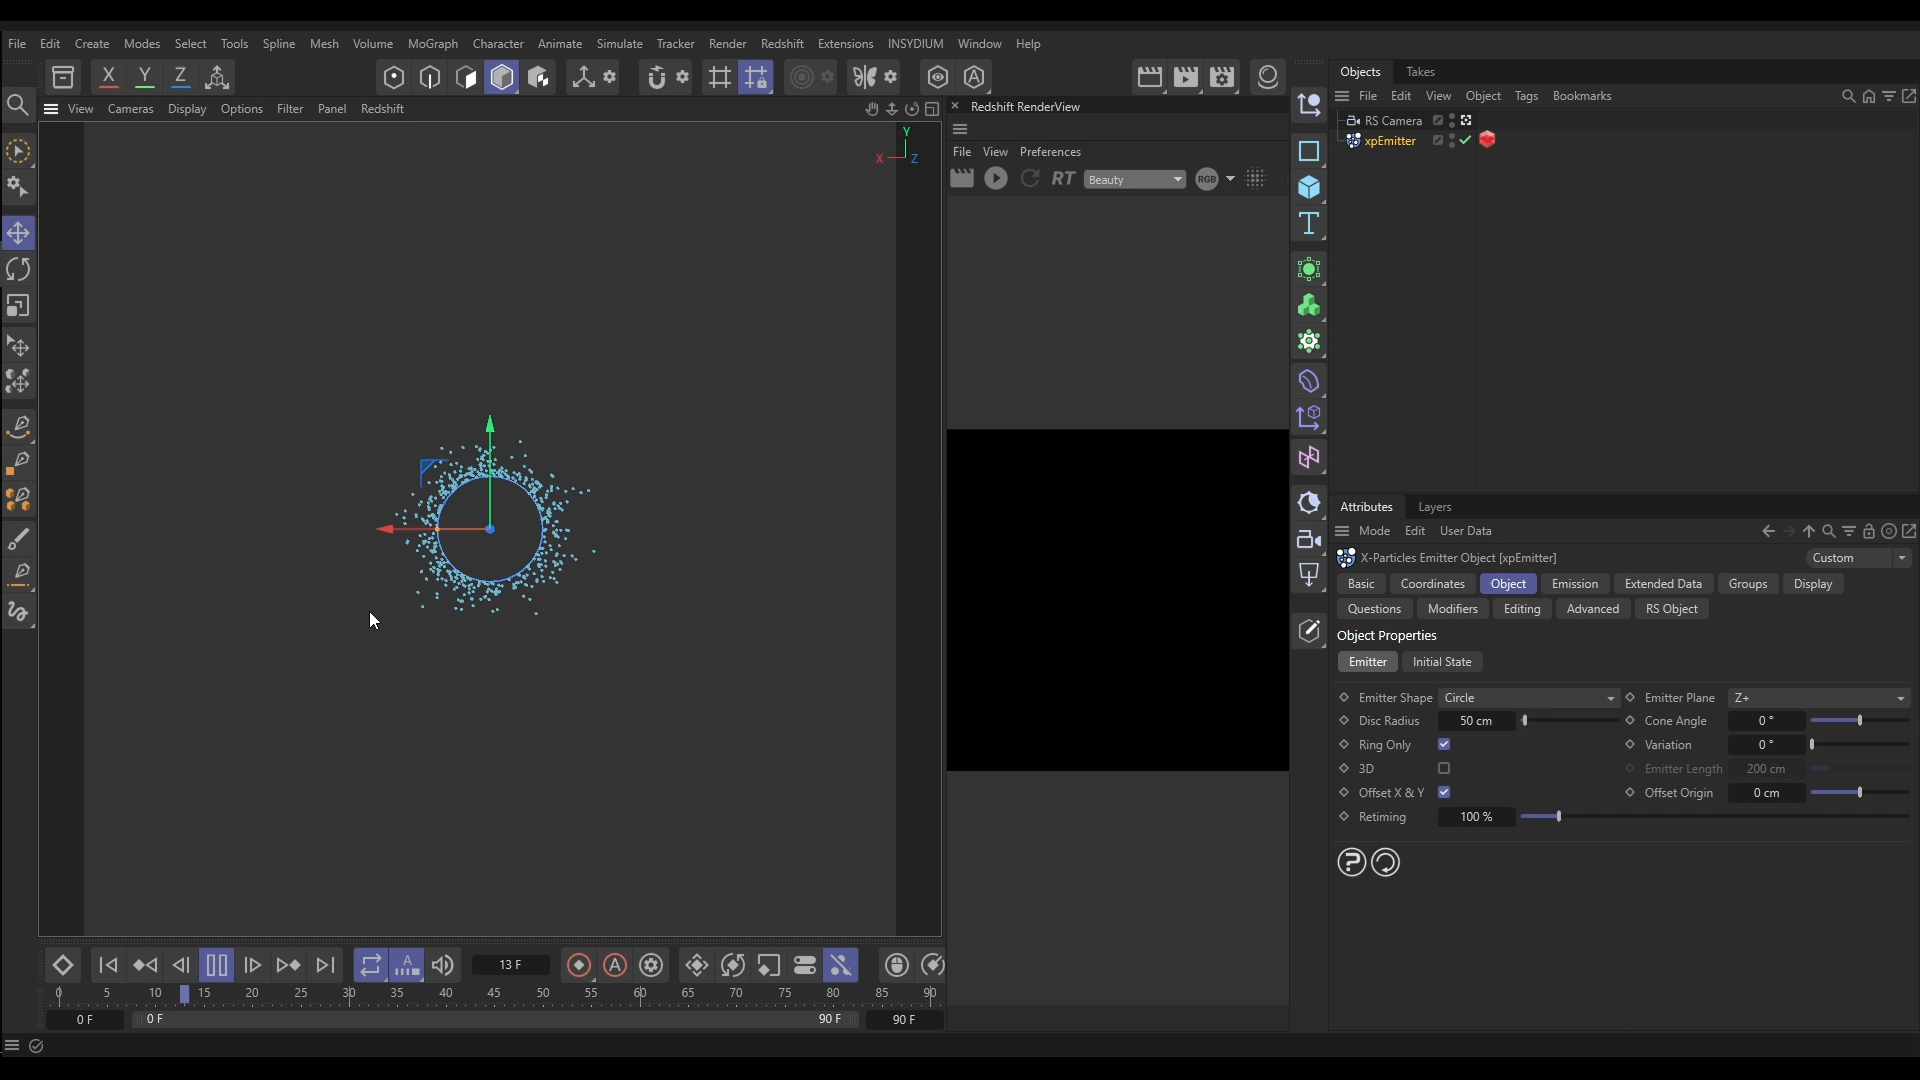 File Edit Create Modes Select Tools Spline Mesh Volume MoGraph Character Animate Simulate Tracker Render Redshift Extensions INSYDIUM Window Help
X Y Z
View Cameras Display Options Filter Panel Redshift
Y
X Z
Redshift RenderView
File View Preferences
RT Beauty RGB
Objects Takes
File Edit View Object Tags Bookmarks
RS Camera
xpEmitter
Attributes Layers
Mode Edit User Data
X-Particles Emitter Object [xpEmitter] Custom
Basic Coordinates Object Emission Extended Data Groups Display
Questions Modifiers Editing Advanced RS Object
Object Properties
Emitter Initial State
Emitter Shape Circle Emitter Plane Z+
Disc Radius 50 cm Cone Angle 0 °
Ring Only Variation 0 °
3D Emitter Length 200 cm
Offset X & Y Offset Origin 0 cm
Retiming 100 %
13 F
0 5 10 15 20 25 30 35 40 45 50 55 60 65 70 75 80 85 90
0 F 0 F 90 F 90 F